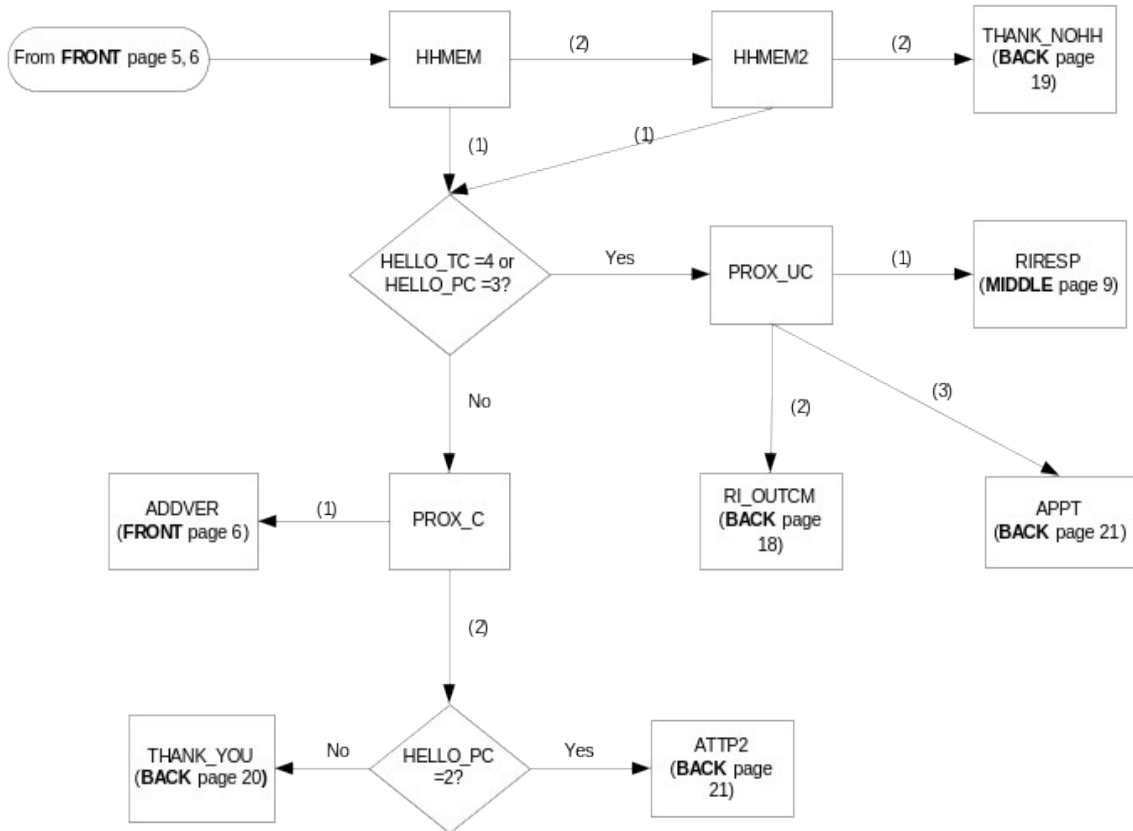 From FRONT page 5, 6
HHMEM
(2)
HHMEM2
(2)
THANK_NOHH
(BACK page
19)
(1)
(1)
HELLO_TC =4 or
HELLO_PC =3?
Yes
PROX_UC
(1)
RIRESP
(MIDDLE page 9)
No
(2)
(3)
ADDVER
(FRONT page 6)
(1)
PROX_C
RI_OUTCM
(BACK page
18)
APPT
(BACK page 21)
(2)
THANK_YOU
(BACK page 20)
No
HELLO_PC
=2?
Yes
ATTP2
(BACK page
21)